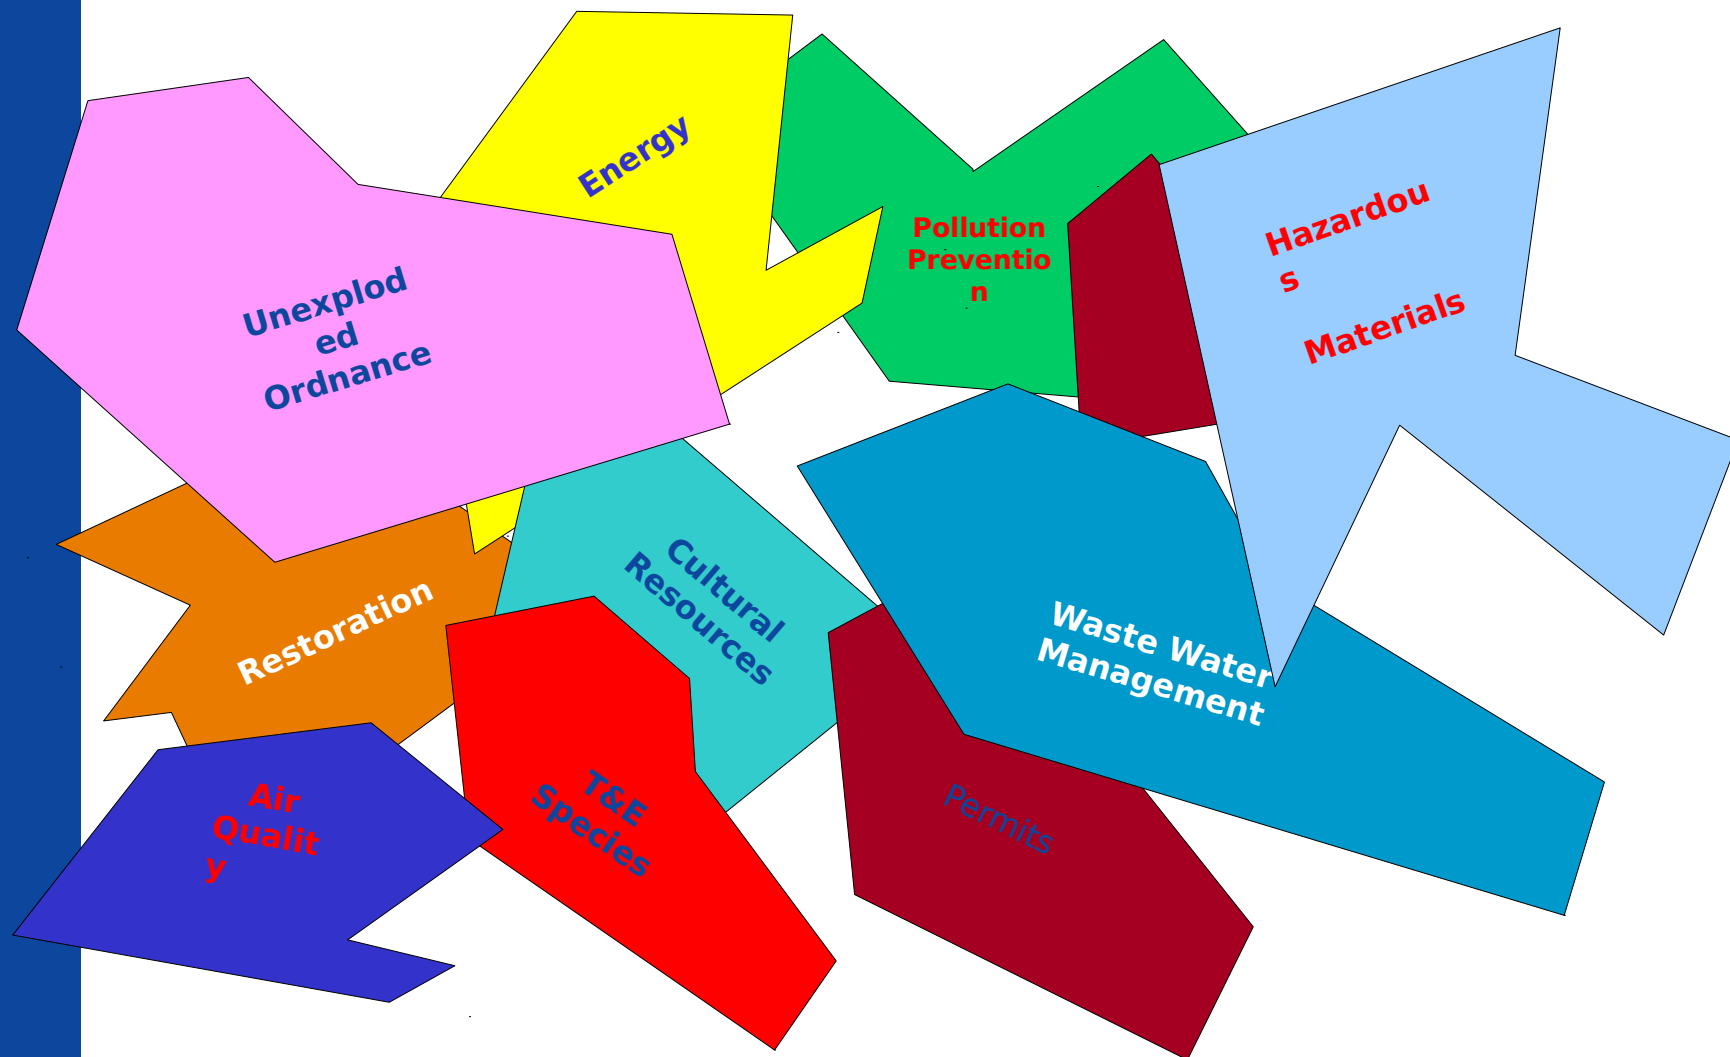 Energy
Pollution
Preventio
n
Hazardou
s
Materials
Unexplod
ed
Ordnance
Cultural
Resources
Restoration
Waste Water
Management
Air
Qualit
y
T&E
Species
Permits